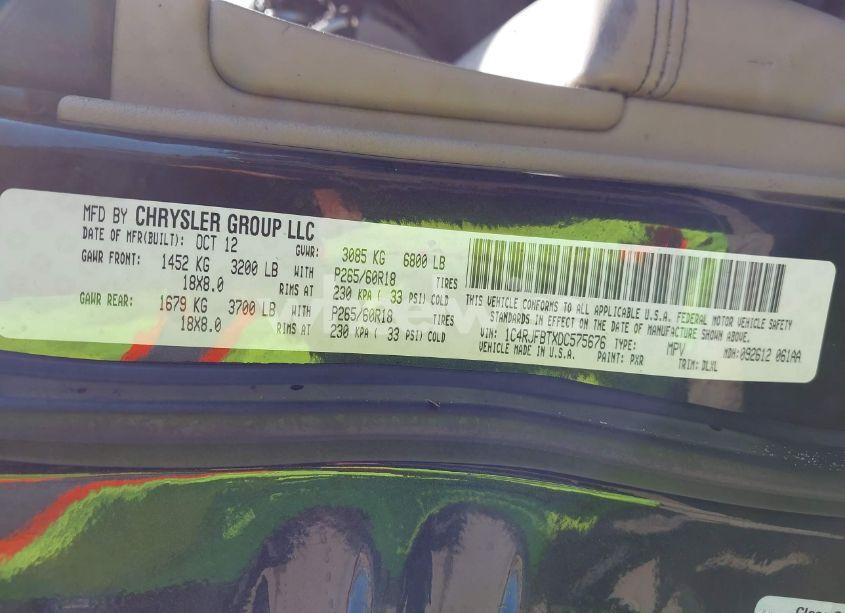 MFD BY CHRYSLER GROUP LLC
DATE OF MFR(BUILT): OCT 12 GVWR: 3085 KG 6800 LB
GAWR FRONT: 1452 KG 3200 LB WITH P265/60R18 TIRES
18X8.0 RIMS AT 230 KPA ( 33 PSI) COLD
GAWR REAR: 1679 KG 3700 LB WITH P265/60R18 TIRES
18X8.0 RIMS AT 230 KPA ( 33 PSI) COLD
THIS VEHICLE CONFORMS TO ALL APPLICABLE U.S.A. FEDERAL MOTOR VEHICLE SAFETY
STANDARDS IN EFFECT ON THE DATE OF MANUFACTURE SHOWN ABOVE.
VIN: 1C4RJFBTXDC575676 TYPE: MPV MDH:092612 061AA
VEHICLE MADE IN U.S.A. PAINT: PXR TRIM: DLXL